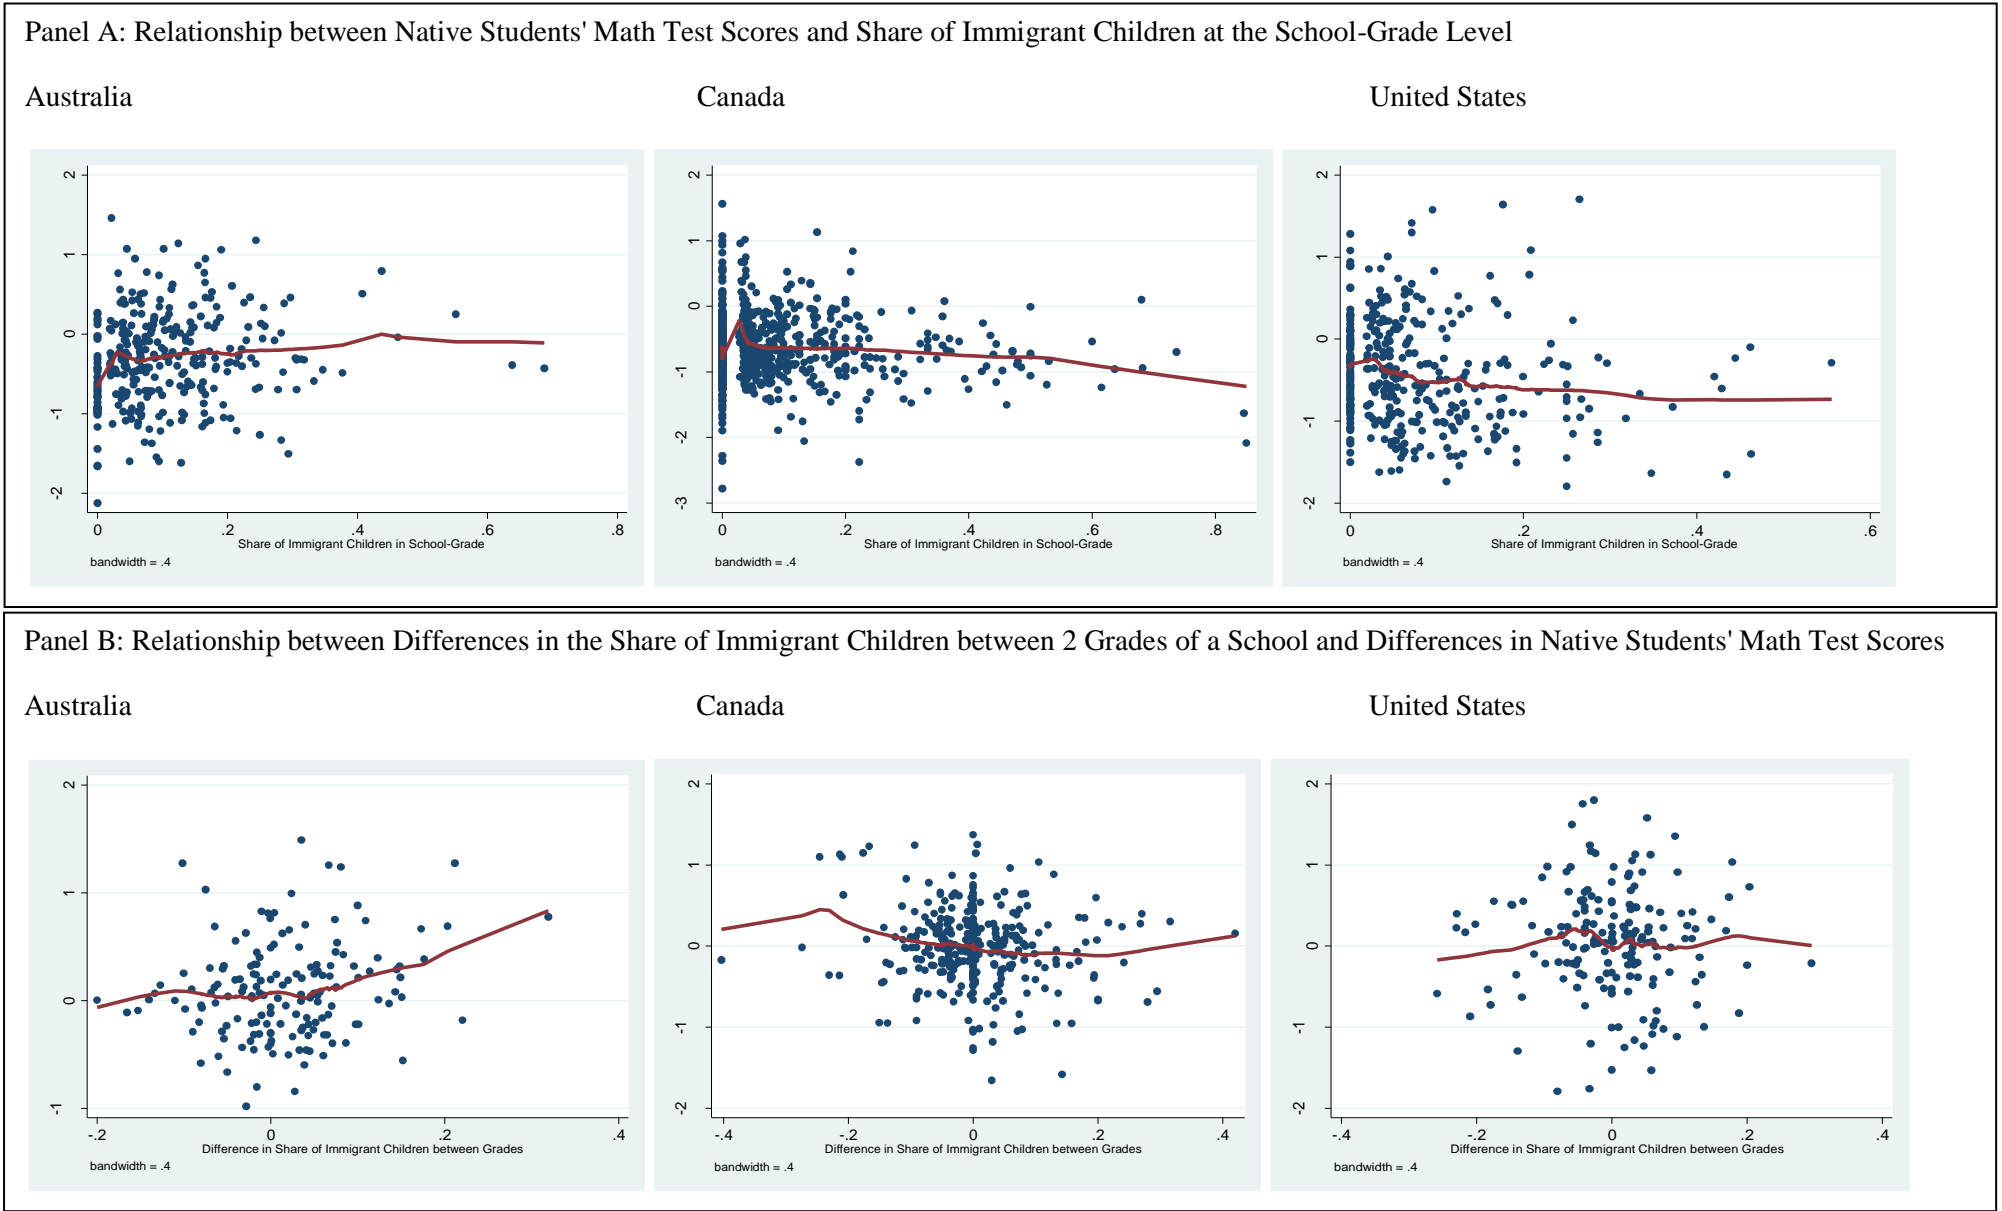 Panel A: Relationship between Native Students' Math Test Scores and Share of Immigrant Children at the School-Grade Level
Australia
Canada
United States
2
1
0
-1
-2
0
.2
.4
.6
.8
Share of Immigrant Children in School-Grade
bandwidth = .4
2
1
0
-1
-2
-3
0
.2
.4
.6
.8
Share of Immigrant Children in School-Grade
bandwidth = .4
2
1
0
-1
-2
0
.2
.4
.6
Share of Immigrant Children in School-Grade
bandwidth = .4
Panel B: Relationship between Differences in the Share of Immigrant Children between 2 Grades of a School and Differences in Native Students' Math Test Scores
Australia
Canada
United States
2
1
0
-1
-.2
0
.2
.4
Difference in Share of Immigrant Children between Grades
bandwidth = .4
2
1
0
-1
-2
-.4
-.2
0
.2
.4
Difference in Share of Immigrant Children between Grades
bandwidth = .4
2
1
0
-1
-2
-.4
-.2
0
.2
.4
Difference in Share of Immigrant Children between Grades
bandwidth = .4